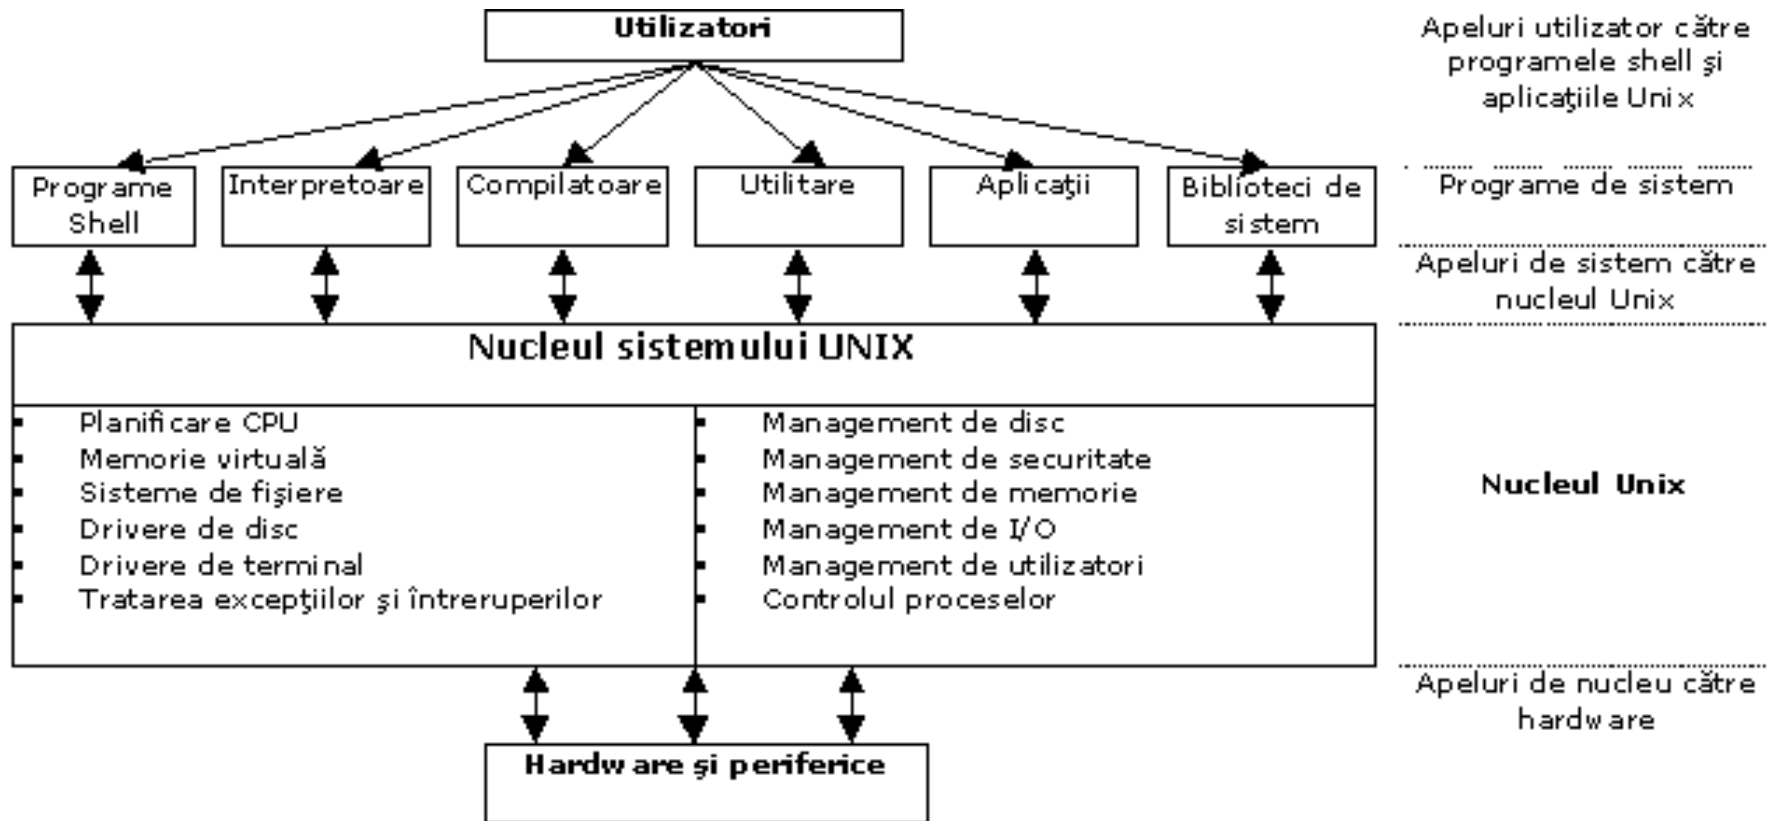 Utilizatori
Apeluri utilizator către
programele shell şi
aplicaţiile Unix
Programe
Shell
Interpretoare
Compilatoare
Utilitare
Aplicaţii
Biblioteci de
sistem
Programe de sistem
Apeluri de sistem către
nucleul Unix
Nucleul sistemului UNIX
Planificare CPU
Memorie virtuală
Sisteme de fişiere
Drivere de disc
Drivere de terminal
Tratarea excepţiilor şi întreruperilor
Management de disc
Management de securitate
Management de memorie
Management de I/O
Management de utilizatori
Controlul proceselor
Nucleul Unix
Apeluri de nucleu către
hardware
Hardware şi periferice